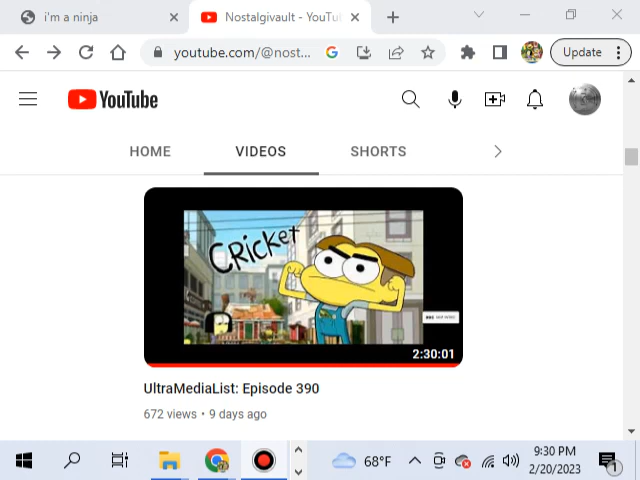 i'm a ninja
Nostalgivault - YouTu
youtube.com/@nost...
Update
YouTube
HOME
VIDEOS
SHORTS
CRicket
2:30:01
UltraMediaList: Episode 390
672 views • 9 days ago
68°F
9:30 PM
2/20/2023
1